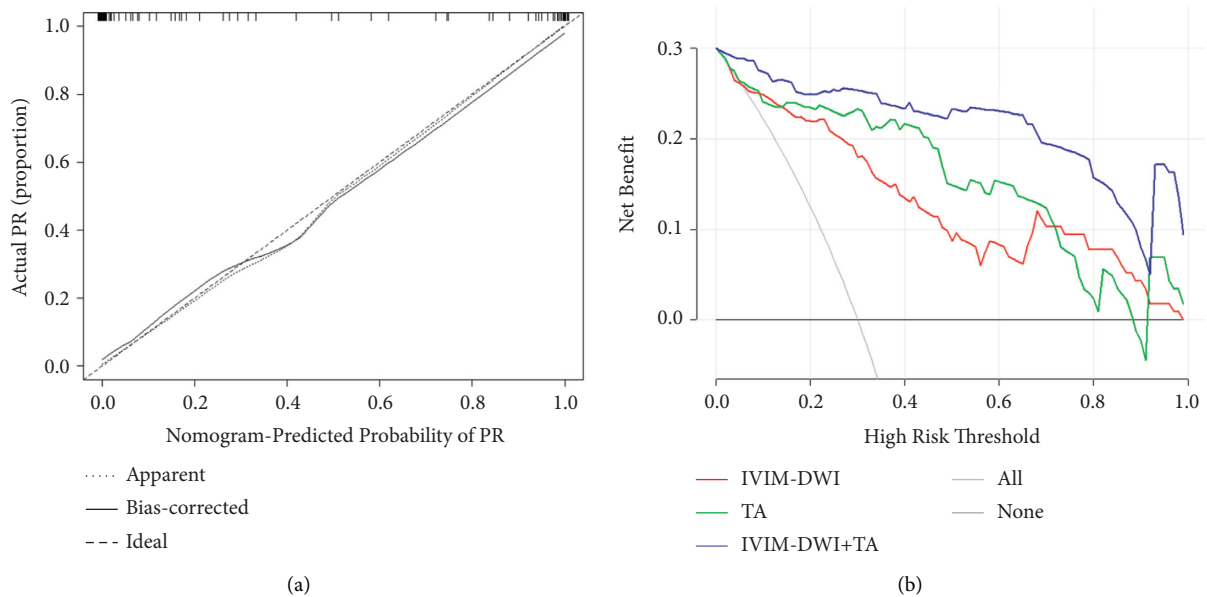 1.0
0.8
0.6
0.4
0.2
0.0
Actual PR (proportion)
0.0 0.2 0.4 0.6 0.8 1.0
Nomogram-Predicted Probability of PR
Apparent
Bias-corrected
Ideal
(a)
0.3
0.2
0.1
0.0
Net Benefit
0.0 0.2 0.4 0.6 0.8 1.0
High Risk Threshold
IVIM-DWI All
TA None
IVIM-DWI+TA
(b)